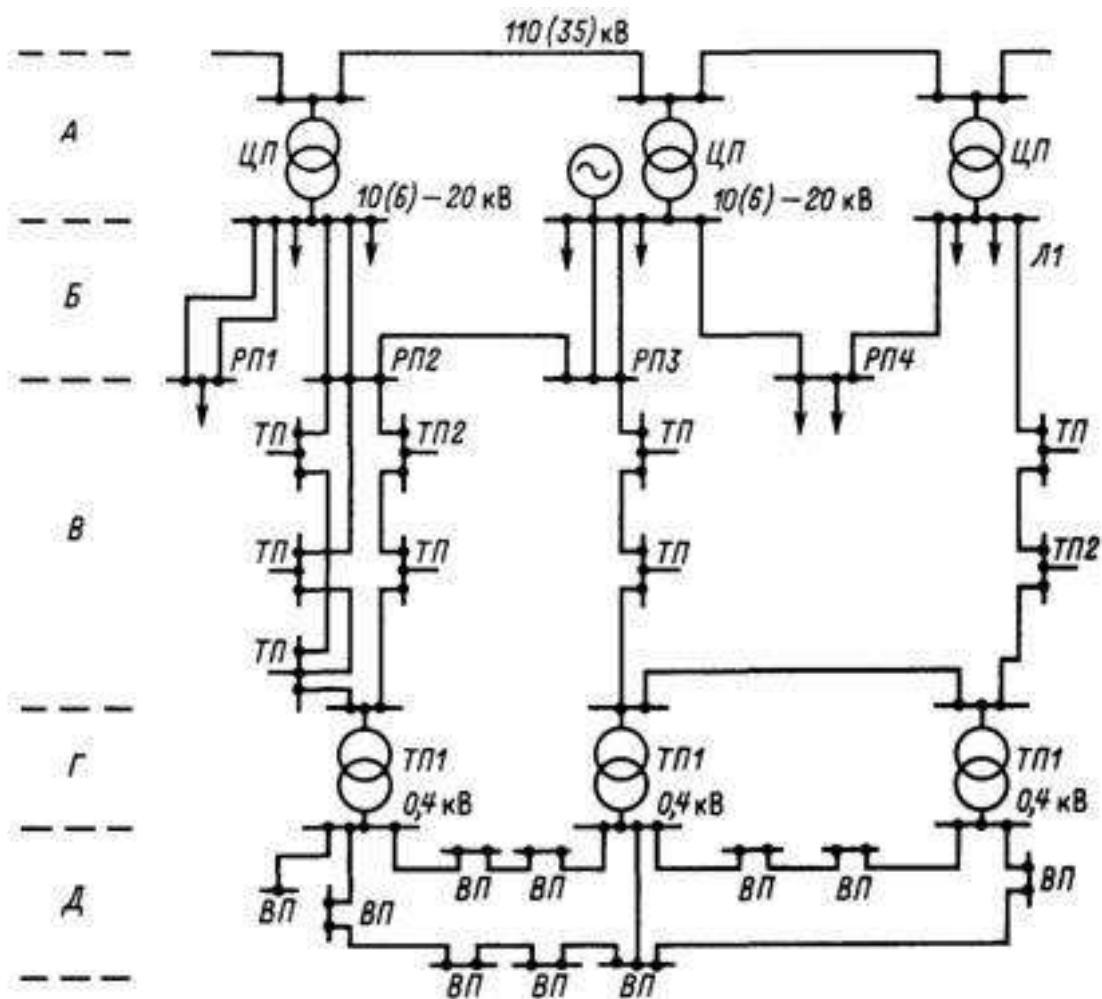 110 (35) кВ
А
ЦП
ЦП
ЦП
10(6) – 20 кВ
10(6) – 20 кВ
Л1
Б
РП1
РП2
РП3
РП4
ТП
ТП2
ТП
ТП
В
ТП
ТП
ТП
ТП2
ТП
Г
ТП1
ТП1
ТП1
0,4 кВ
0,4 кВ
0,4 кВ
Д
ВП
ВП
ВП
ВП
ВП
ВП
ВП
ВП
ВП
ВП